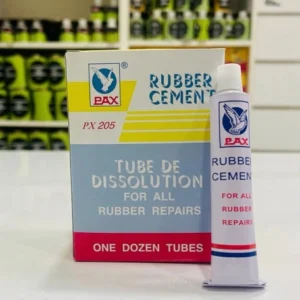 PAX
®
RUBBER
CEMENT
PX 205
TUBE DE
DISSOLUTION
FOR ALL
RUBBER REPAIRS
ONE DOZEN TUBES
PAX
RUBBER
CEMENT
FOR ALL
RUBBER
REPAIRS